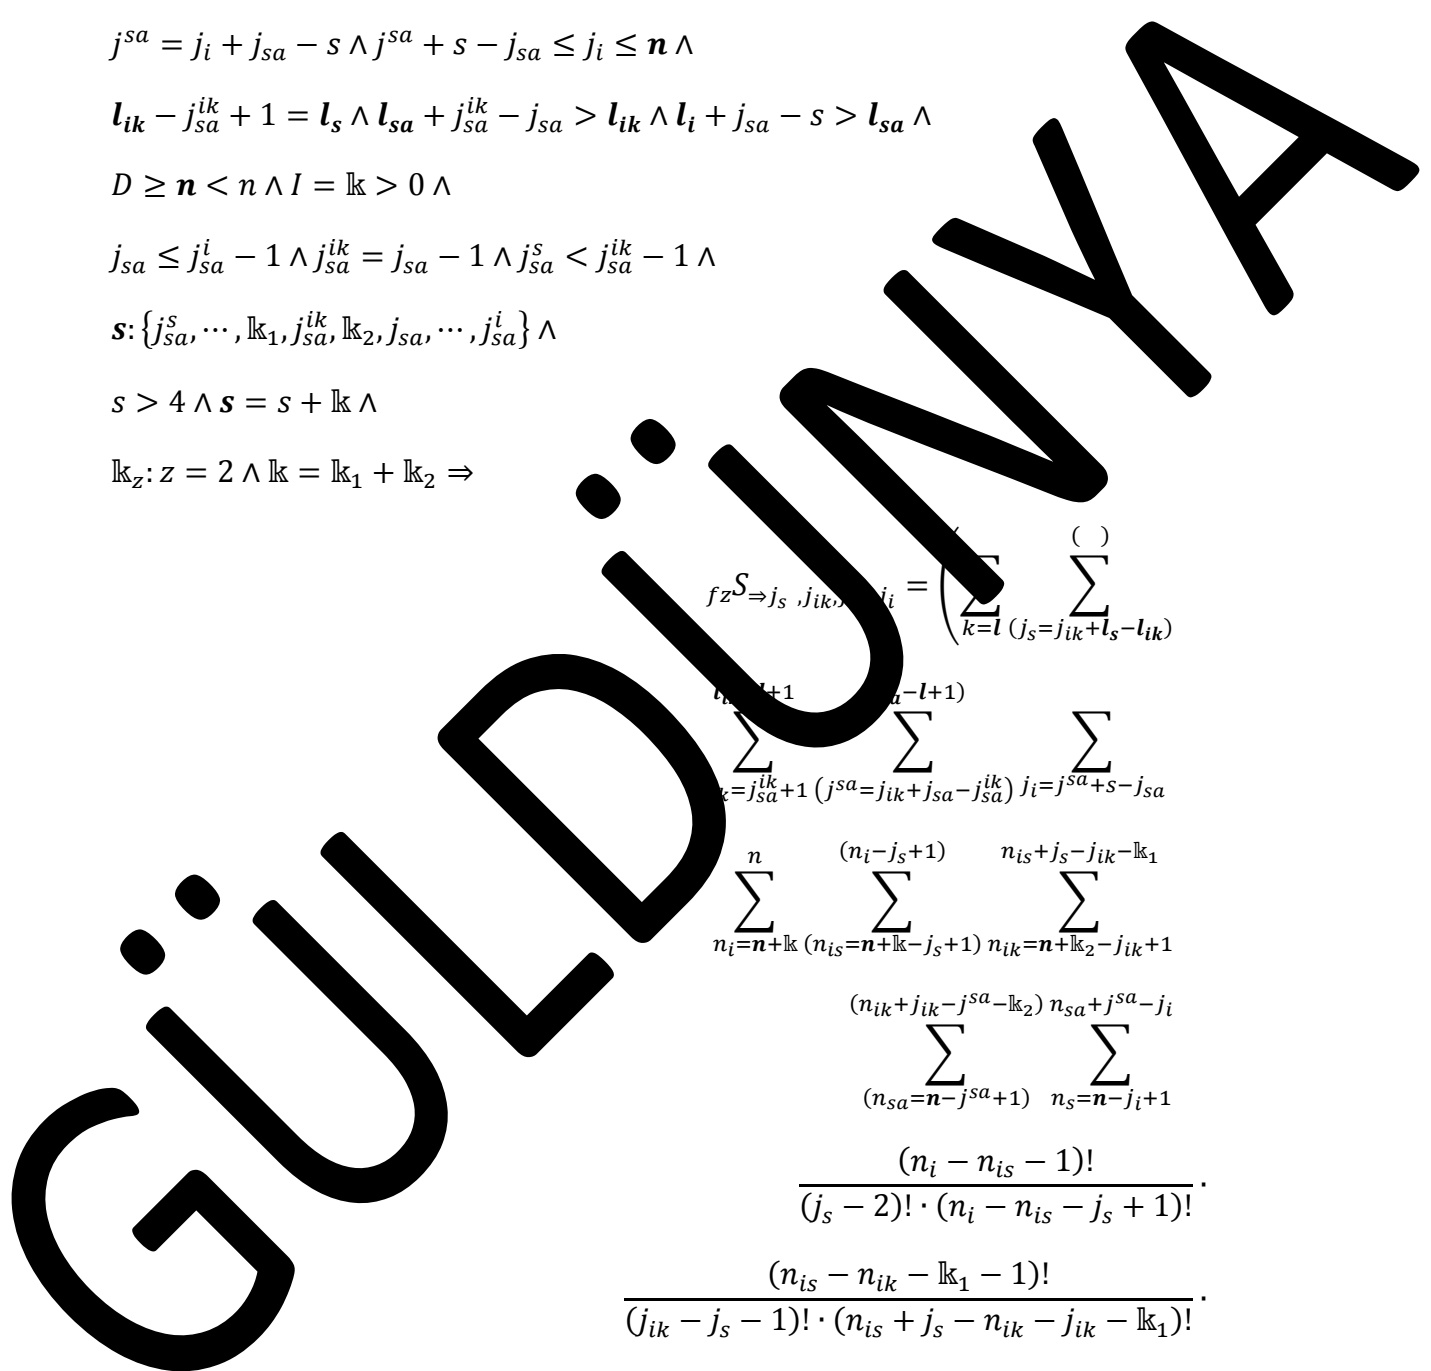 j^{sa} = j_i + j_{sa} − s ∧ j^{sa} + s − j_{sa} ≤ j_i ≤ n ∧
l_{ik} − j_{sa}^{ik} + 1 = l_s ∧ l_{sa} + j_{sa}^{ik} − j_{sa} > l_{ik} ∧ l_i + j_{sa} − s > l_{sa} ∧
D ≥ n < n ∧ I = 𝕜 > 0 ∧
j_{sa} ≤ j_{sa}^{i} − 1 ∧ j_{sa}^{ik} = j_{sa} − 1 ∧ j_{sa}^{s} < j_{sa}^{ik} − 1 ∧
s: {j_{sa}^{s}, ⋯, 𝕜_1, j_{sa}^{ik}, 𝕜_2, j_{sa}, ⋯, j_{sa}^{i}} ∧
s > 4 ∧ s = s + 𝕜 ∧
𝕜_z: z = 2 ∧ 𝕜 = 𝕜_1 + 𝕜_2 ⇒
( )
_{fz}S_{⇒j_s, j_{ik}, j_i} = ( ∑ ∑
k=l (j_s=j_{ik}+l_s−l_{ik})
+1 −l+1)
∑ ∑ ∑
=j_{sa}^{ik}+1 (j^{sa}=j_{ik}+j_{sa}−j_{sa}^{ik}) j_i=j^{sa}+s−j_{sa}
n (n_i−j_s+1) n_{is}+j_s−j_{ik}−𝕜_1
∑ ∑ ∑
n_i=n+𝕜 (n_{is}=n+𝕜−j_s+1) n_{ik}=n+𝕜_2−j_{ik}+1
(n_{ik}+j_{ik}−j^{sa}−𝕜_2) n_{sa}+j^{sa}−j_i
∑ ∑
(n_{sa}=n−j^{sa}+1) n_s=n−j_i+1
(n_i − n_{is} − 1)!
(j_s − 2)! · (n_i − n_{is} − j_s + 1)! ·
(n_{is} − n_{ik} − 𝕜_1 − 1)!
(j_{ik} − j_s − 1)! · (n_{is} + j_s − n_{ik} − j_{ik} − 𝕜_1)! ·
GÜLDÜNYA